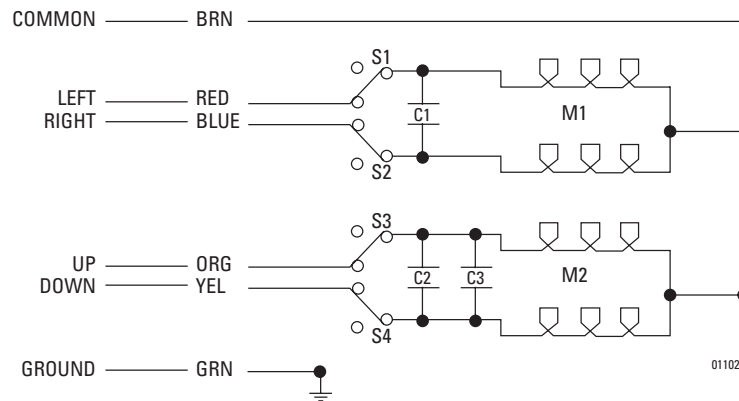 COMMON BRN
S1
LEFT RED
C1
M1
RIGHT BLUE
S2
S3
UP ORG
C2 C3 M2
DOWN YEL
S4
GROUND GRN
01102